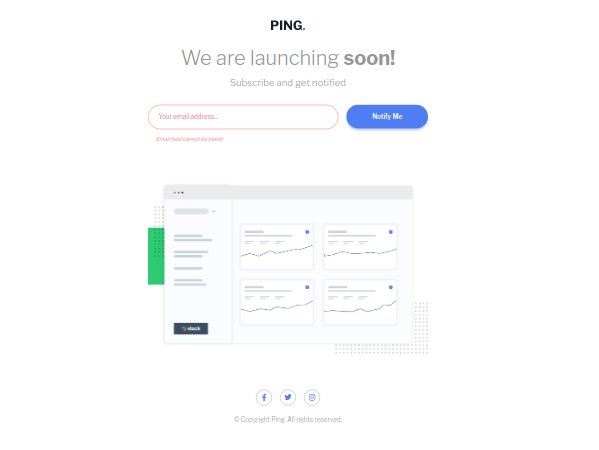 PING.
We are launching soon!
Subscribe and get notified
Your email address..
Notify Me
Email field cannot be blank!
slack
© Copyright Ping. All rights reserved.